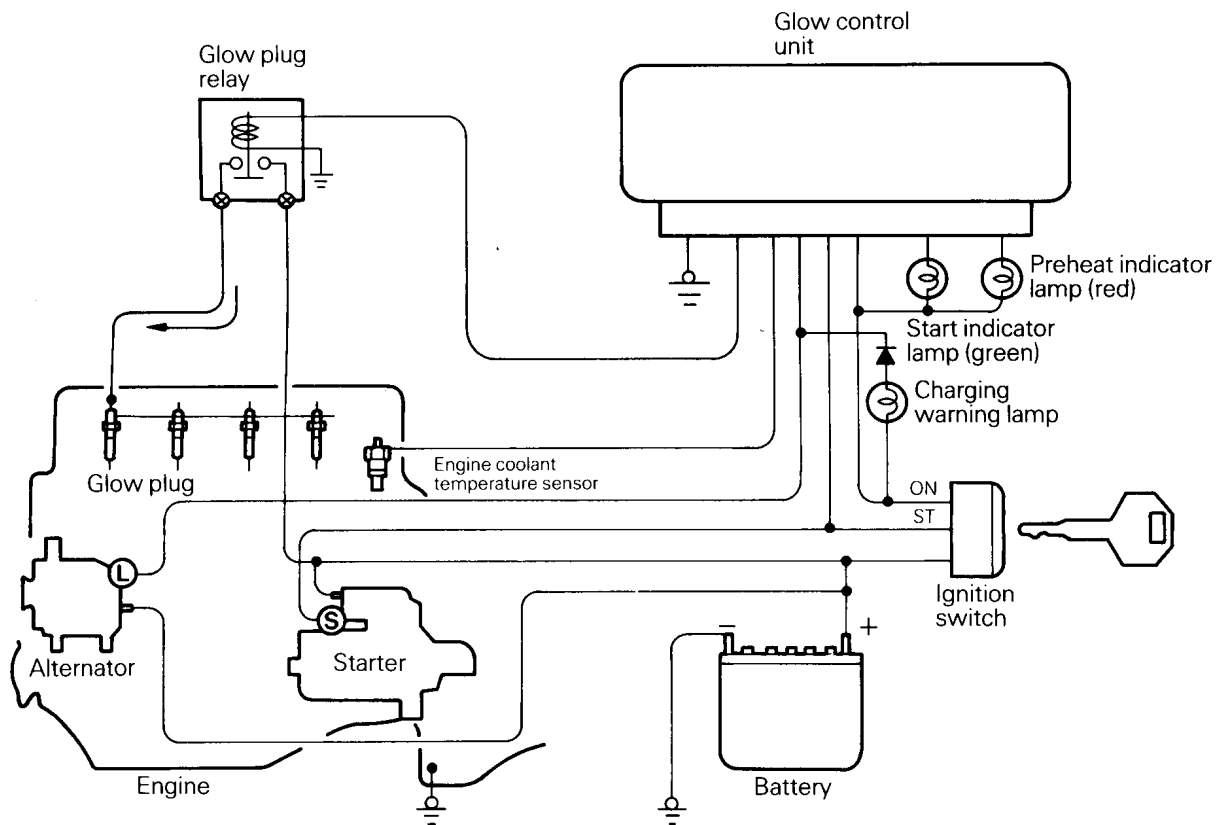 Glow control
unit
Glow plug
relay
Preheat indicator
lamp (red)
Start indicator
lamp (green)
Charging
warning lamp
Engine coolant
temperature sensor
Glow plug
ON
ST
L
Ignition
switch
S
− +
Alternator
Starter
Engine
Battery